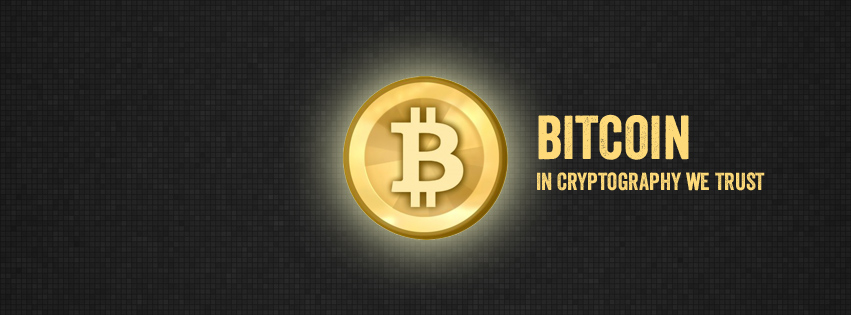 BITCOIN
IN CRYPTOGRAPHY WE TRUST